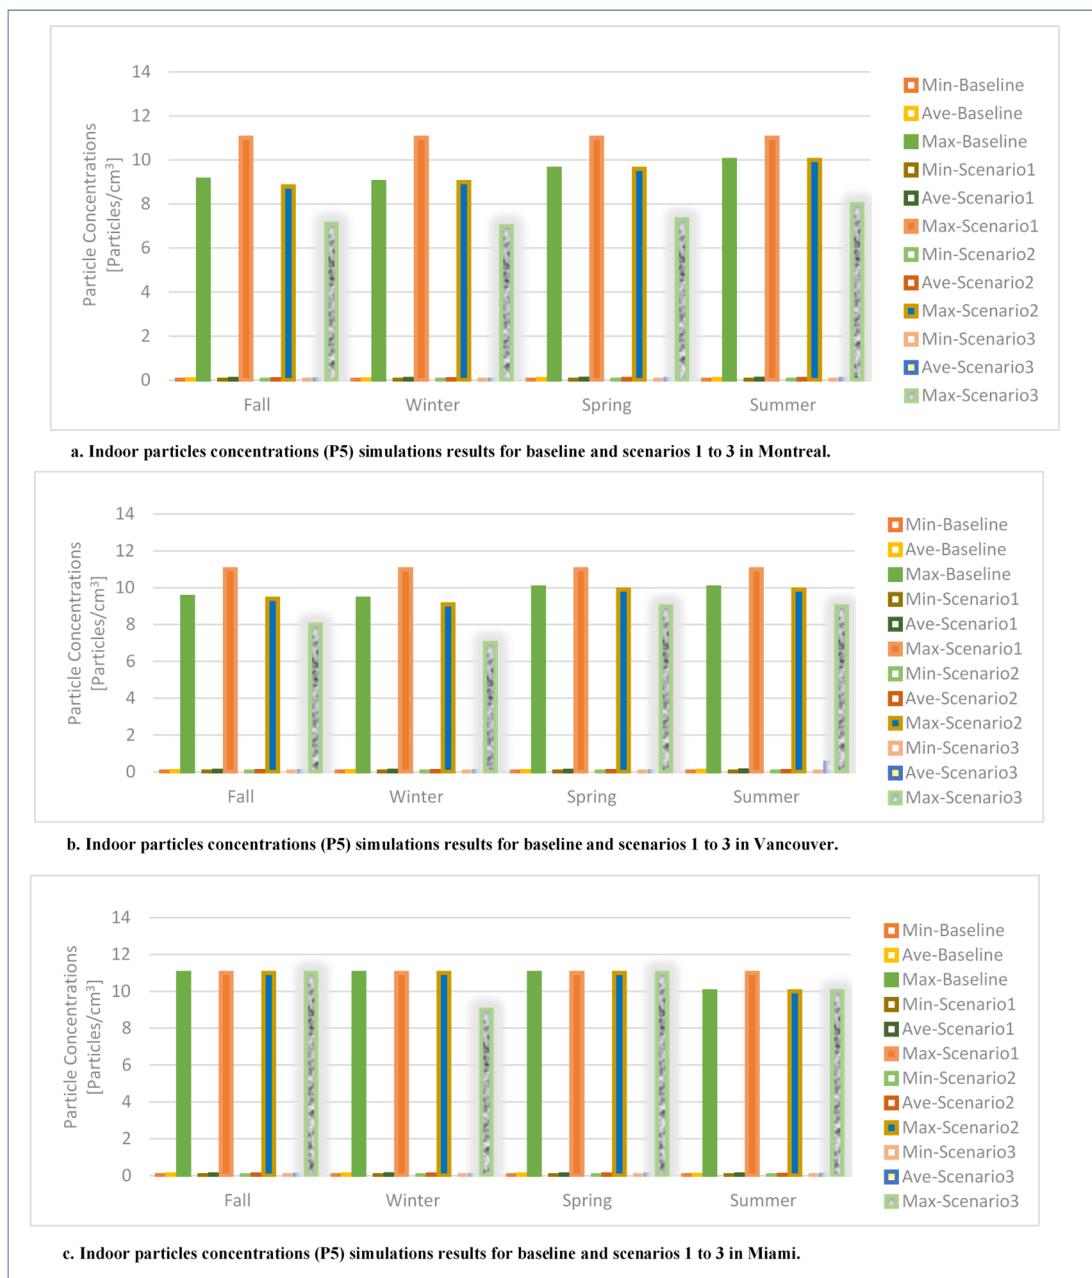 14
12
10
8
6
4
2
0
Particle Concentrations
[Particles/cm³]
Fall Winter Spring Summer
Min-Baseline
Ave-Baseline
Max-Baseline
Min-Scenario1
Ave-Scenario1
Max-Scenario1
Min-Scenario2
Ave-Scenario2
Max-Scenario2
Min-Scenario3
Ave-Scenario3
Max-Scenario3
a. Indoor particles concentrations (P5) simulations results for baseline and scenarios 1 to 3 in Montreal.
14
12
10
8
6
4
2
0
Particle Concentrations
[Particles/cm³]
Fall Winter Spring Summer
Min-Baseline
Ave-Baseline
Max-Baseline
Min-Scenario1
Ave-Scenario1
Max-Scenario1
Min-Scenario2
Ave-Scenario2
Max-Scenario2
Min-Scenario3
Ave-Scenario3
Max-Scenario3
b. Indoor particles concentrations (P5) simulations results for baseline and scenarios 1 to 3 in Vancouver.
14
12
10
8
6
4
2
0
Particle Concentrations
[Particles/cm³]
Fall Winter Spring Summer
Min-Baseline
Ave-Baseline
Max-Baseline
Min-Scenario1
Ave-Scenario1
Max-Scenario1
Min-Scenario2
Ave-Scenario2
Max-Scenario2
Min-Scenario3
Ave-Scenario3
Max-Scenario3
c. Indoor particles concentrations (P5) simulations results for baseline and scenarios 1 to 3 in Miami.